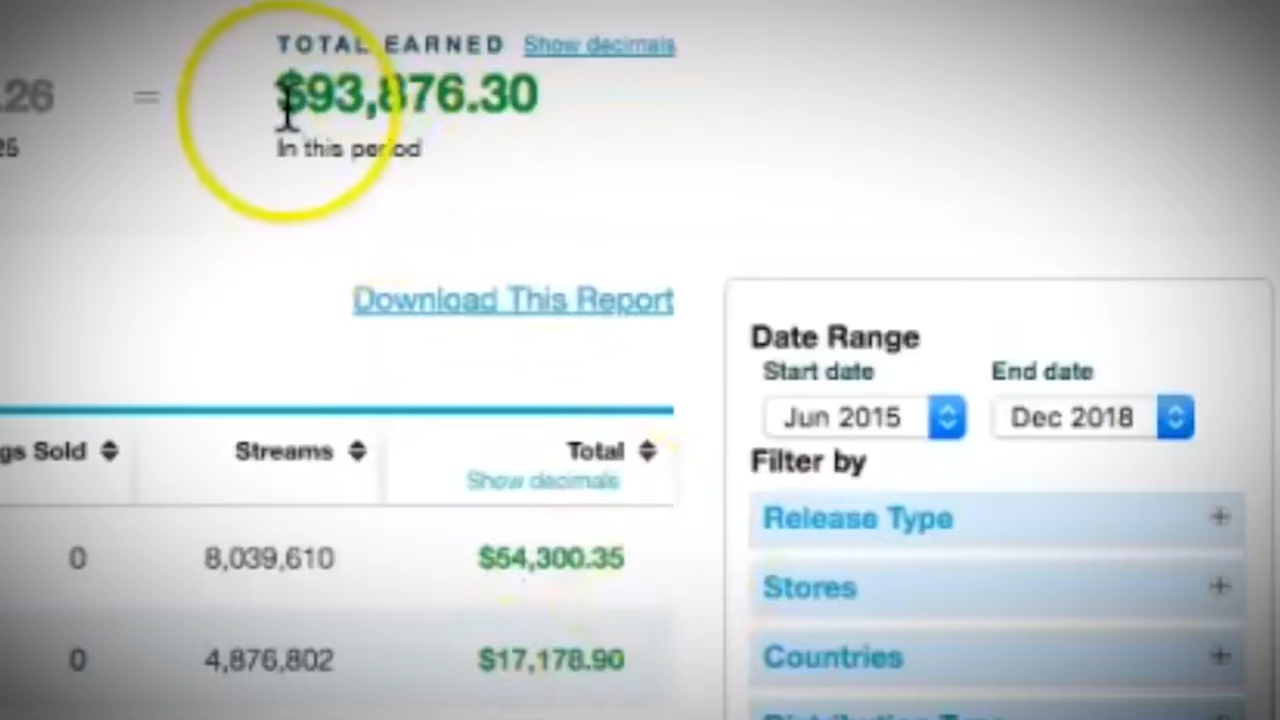 TOTAL EARNED Show decimals
.26 = $93,876.30
25 In this period
Download This Report
Date Range
Start date End date
Jun 2015 Dec 2018
Filter by
gs Sold Streams Total
Show decimals
Release Type +
0 8,039,610 $54,300.35
Stores +
0 4,876,802 $17,178.90
Countries +
Distribution Type